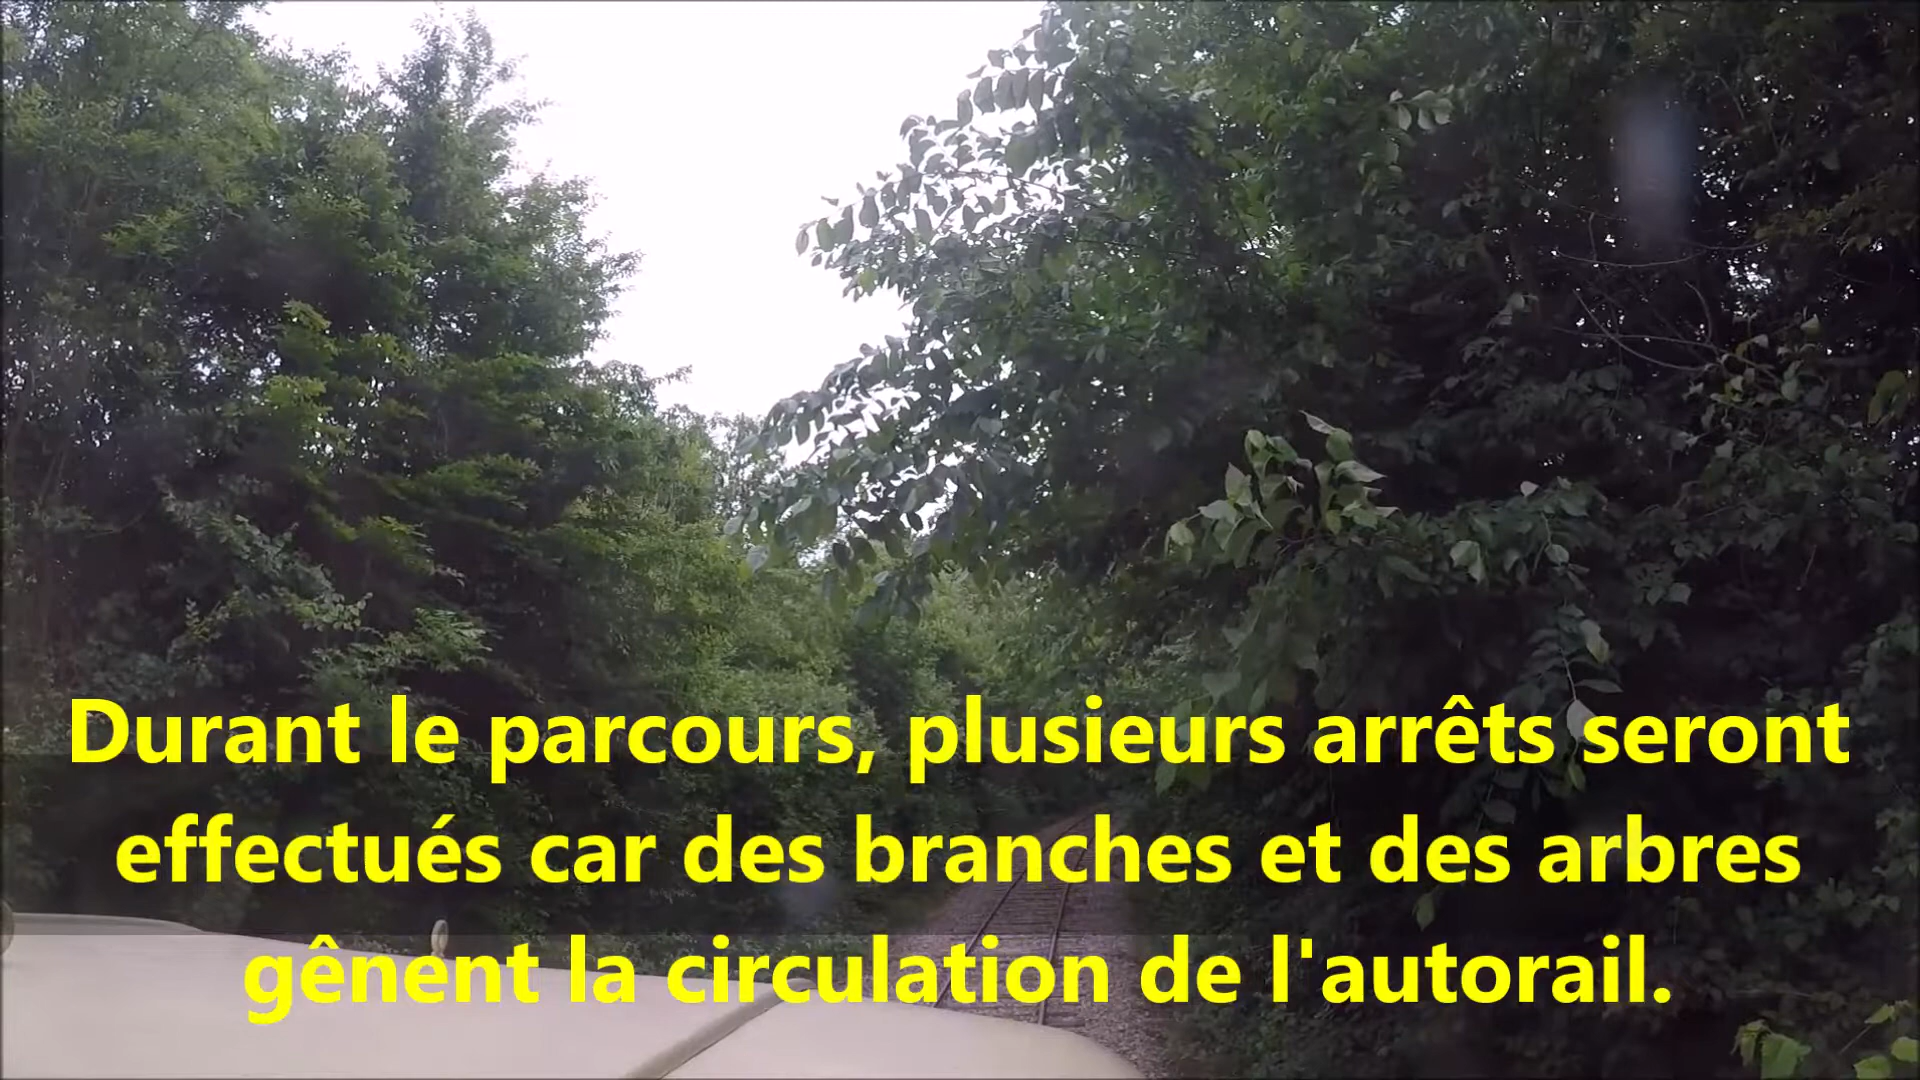 Durant le parcours, plusieurs arrêts seront
effectués car des branches et des arbres
gênent la circulation de l'autorail.